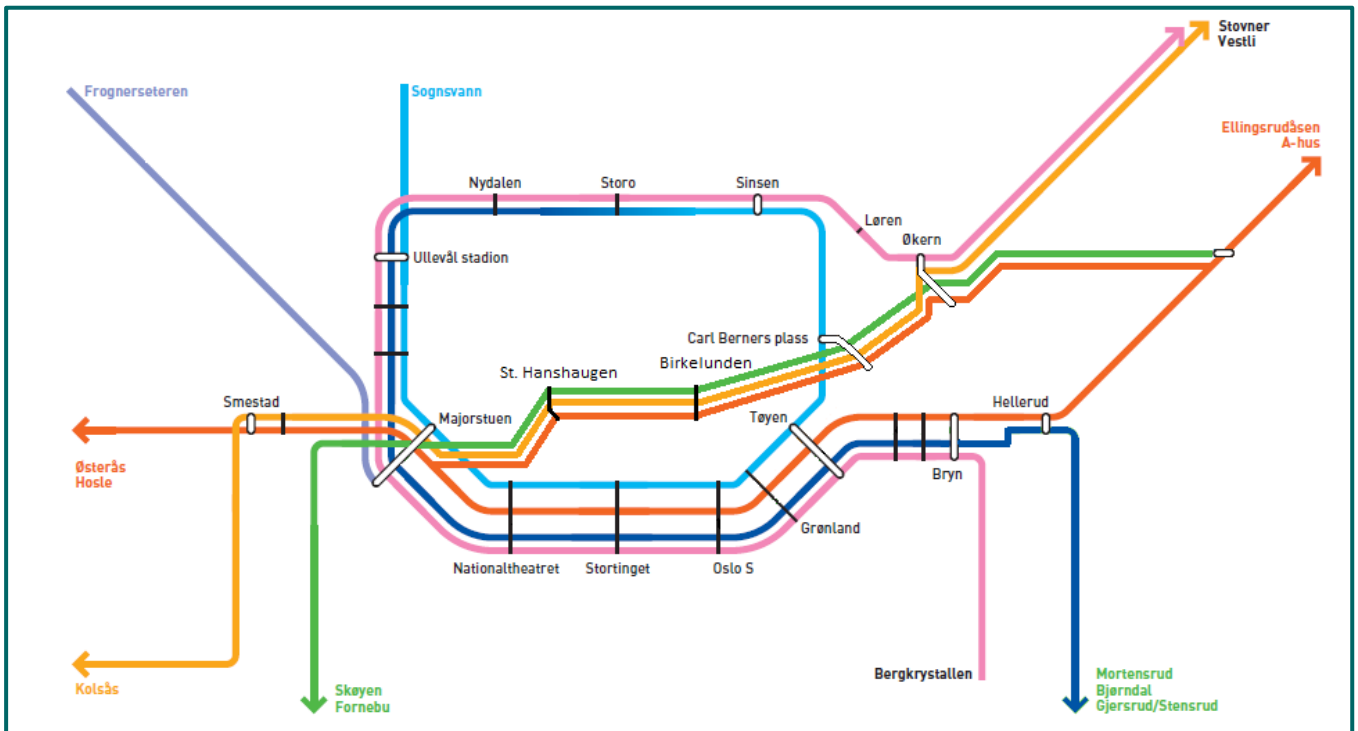 Stovner
Vestli
Frognerseteren
Sognsvann
Ellingsrudåsen
A-hus
Nydalen
Storo
Sinsen
Løren
Økern
Ullevål stadion
Carl Berners plass
Birkelunden
St. Hanshaugen
Smestad
Majorstuen
Tøyen
Hellerud
Østerås
Hosle
Bryn
Grønland
Nationaltheatret
Stortinget
Oslo S
Kolsås
Skøyen
Fornebu
Bergkrystallen
Mortensrud
Bjørndal
Gjersrud/Stensrud